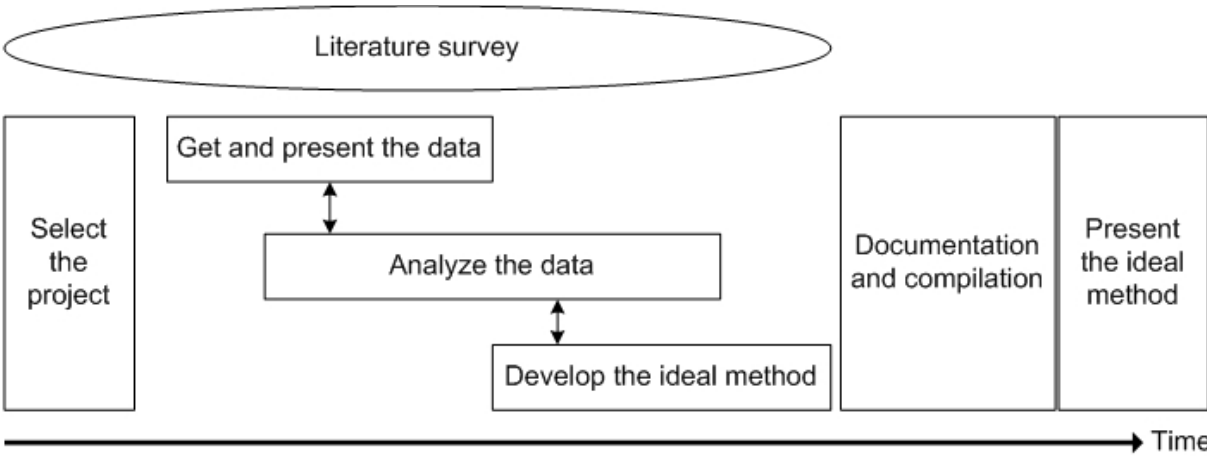 Literature survey
Get and present the data
Select
the
project
Analyze the data
Develop the ideal method
Documentation
and compilation
Present
the ideal
method
Time